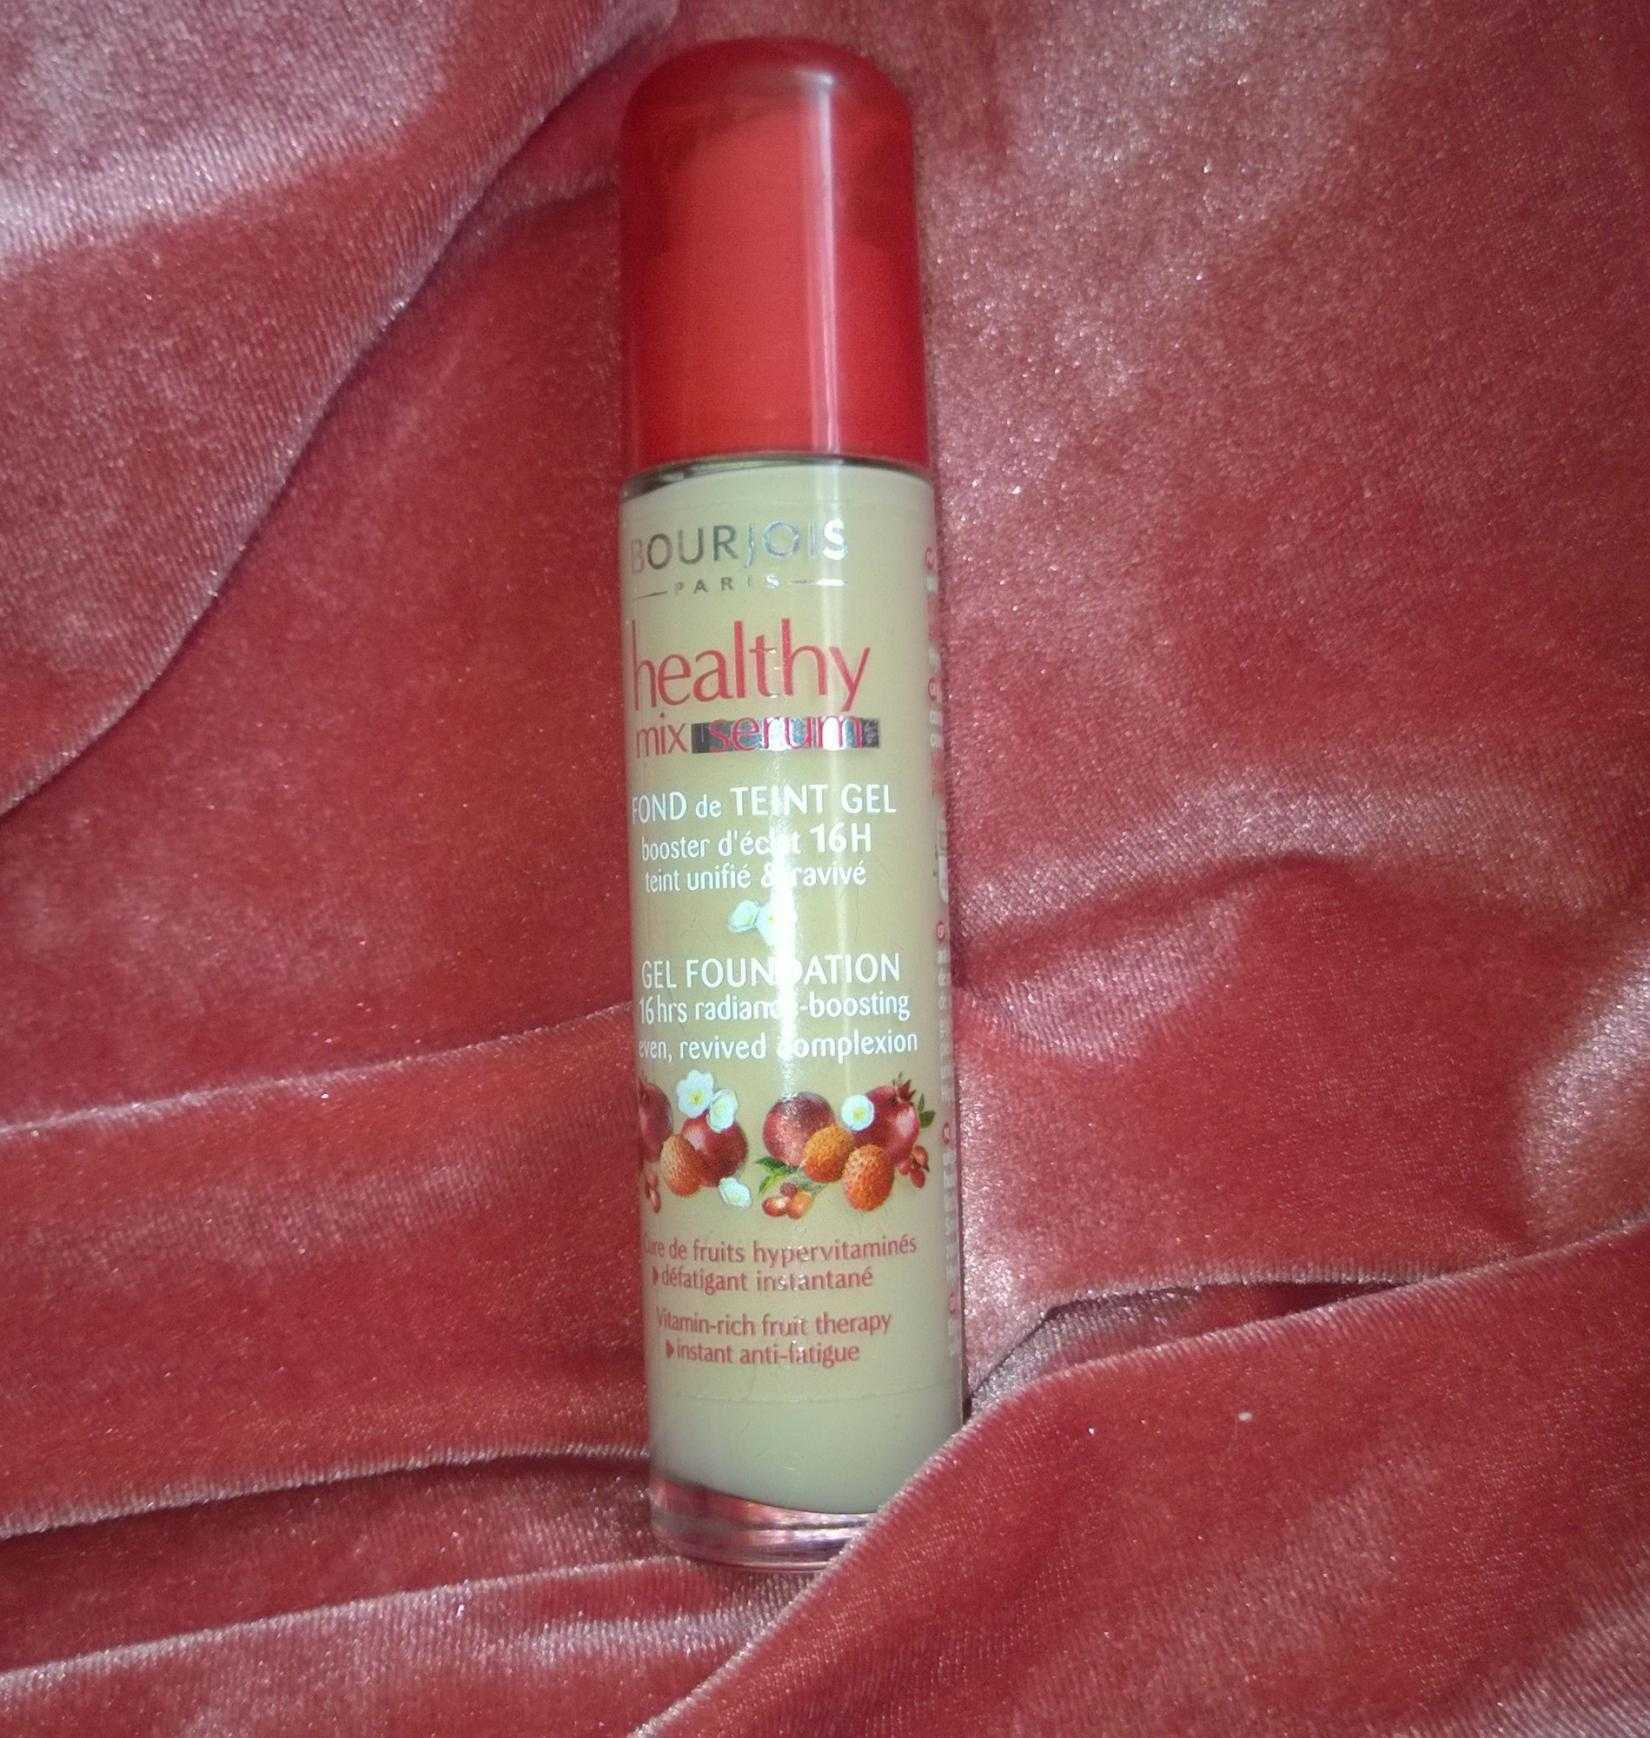 BOURJOIS
PARIS
healthy
mix serum
FOND de TEINT GEL
booster d'éclat 16H
teint unifié & ravivé
GEL FOUNDATION
16hrs radiance-boosting
even, revived complexion
Cure de fruits hypervitaminés
défatigant instantané
Vitamin-rich fruit therapy
instant anti-fatigue